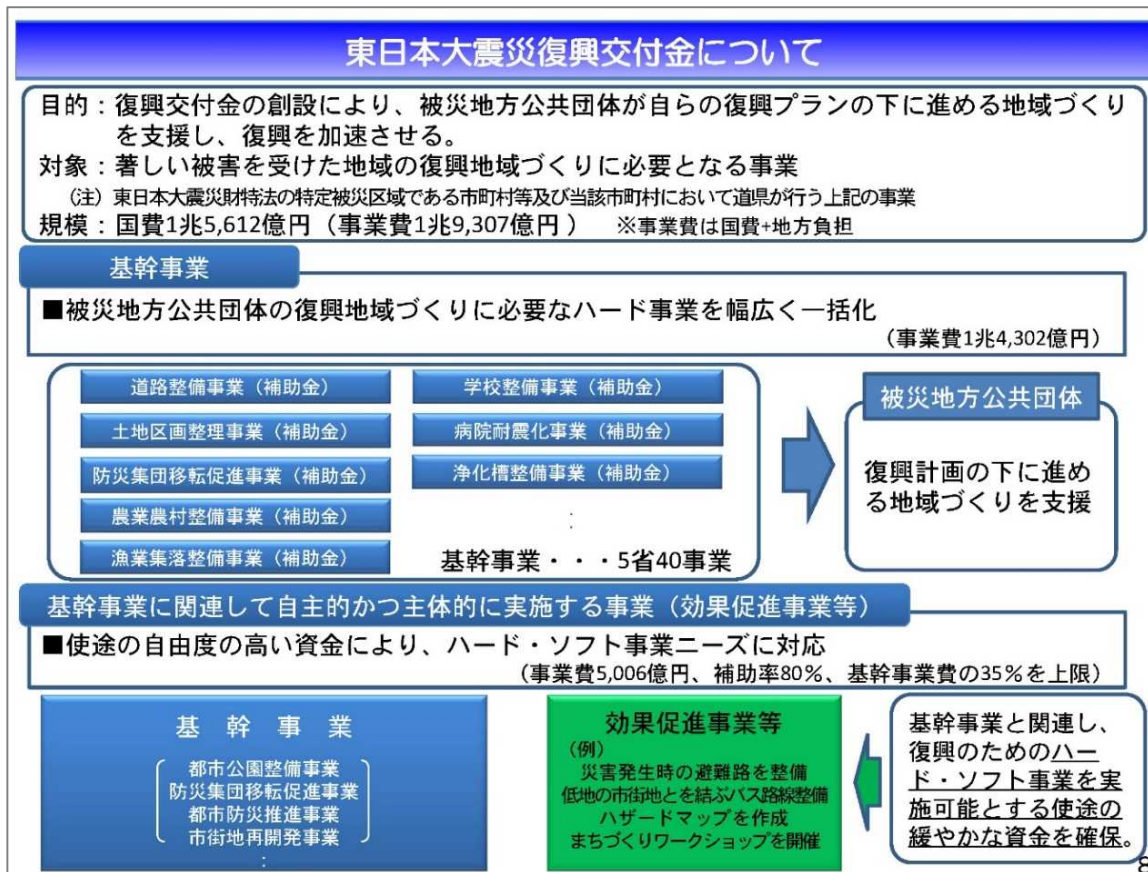 東日本大震災復興交付金について
目的：復興交付金の創設により、被災地方公共団体が自らの復興プランの下に進める地域づくり
を支援し、復興を加速させる。
対象：著しい被害を受けた地域の復興地域づくりに必要となる事業
（注）東日本大震災財特法の特定被災区域である市町村等及び当該市町村において道県が行う上記の事業
規模：国費1兆5,612億円（事業費1兆9,307億円） ※事業費は国費+地方負担
基幹事業
■被災地方公共団体の復興地域づくりに必要なハード事業を幅広く一括化
（事業費1兆4,302億円）
道路整備事業（補助金）
土地区画整理事業（補助金）
防災集団移転促進事業（補助金）
農業農村整備事業（補助金）
漁業集落整備事業（補助金）
学校整備事業（補助金）
病院耐震化事業（補助金）
浄化槽整備事業（補助金）
：
基幹事業・・・5省40事業
被災地方公共団体
復興計画の下に進め
る地域づくりを支援
基幹事業に関連して自主的かつ主体的に実施する事業（効果促進事業等）
■使途の自由度の高い資金により、ハード・ソフト事業ニーズに対応
（事業費5,006億円、補助率80%、基幹事業費の35%を上限）
基幹事業
都市公園整備事業
防災集団移転促進事業
都市防災推進事業
市街地再開発事業
：
効果促進事業等
（例）
災害発生時の避難路を整備
低地の市街地とを結ぶバス路線整備
ハザードマップを作成
まちづくりワークショップを開催
基幹事業と関連し、
復興のためのハー
ド・ソフト事業を実
施可能とする使途の
緩やかな資金を確保。
8